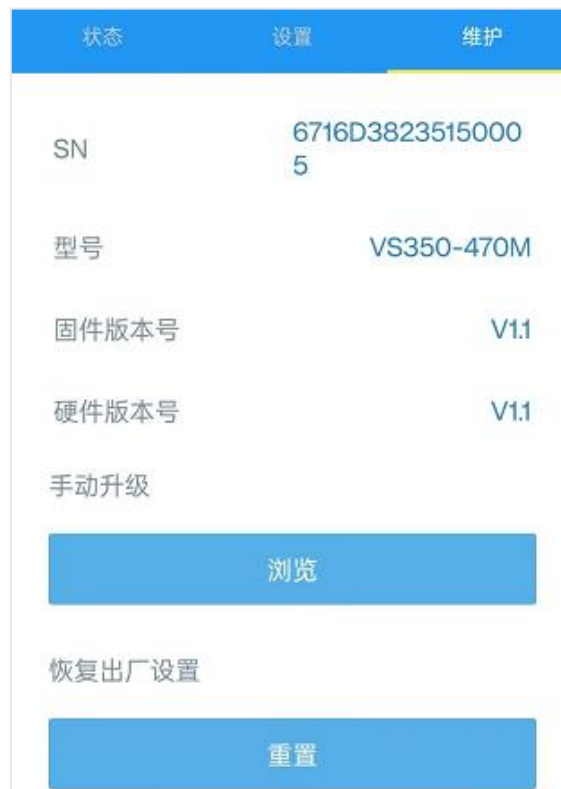 状态 设置 维护
SN 6716D3823515000
5
型号 VS350-470M
固件版本号 V1.1
硬件版本号 V1.1
手动升级
浏览
恢复出厂设置
重置